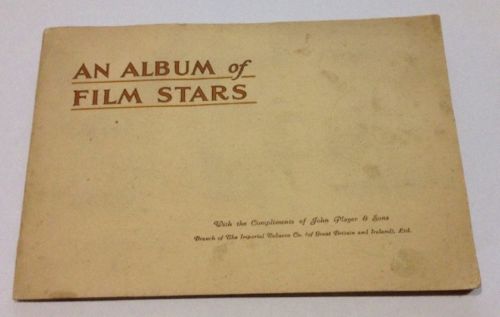 AN ALBUM of
FILM STARS
With the Compliments of John Player & Sons
Branch of The Imperial Tobacco Co. (of Great Britain and Ireland), Ltd.